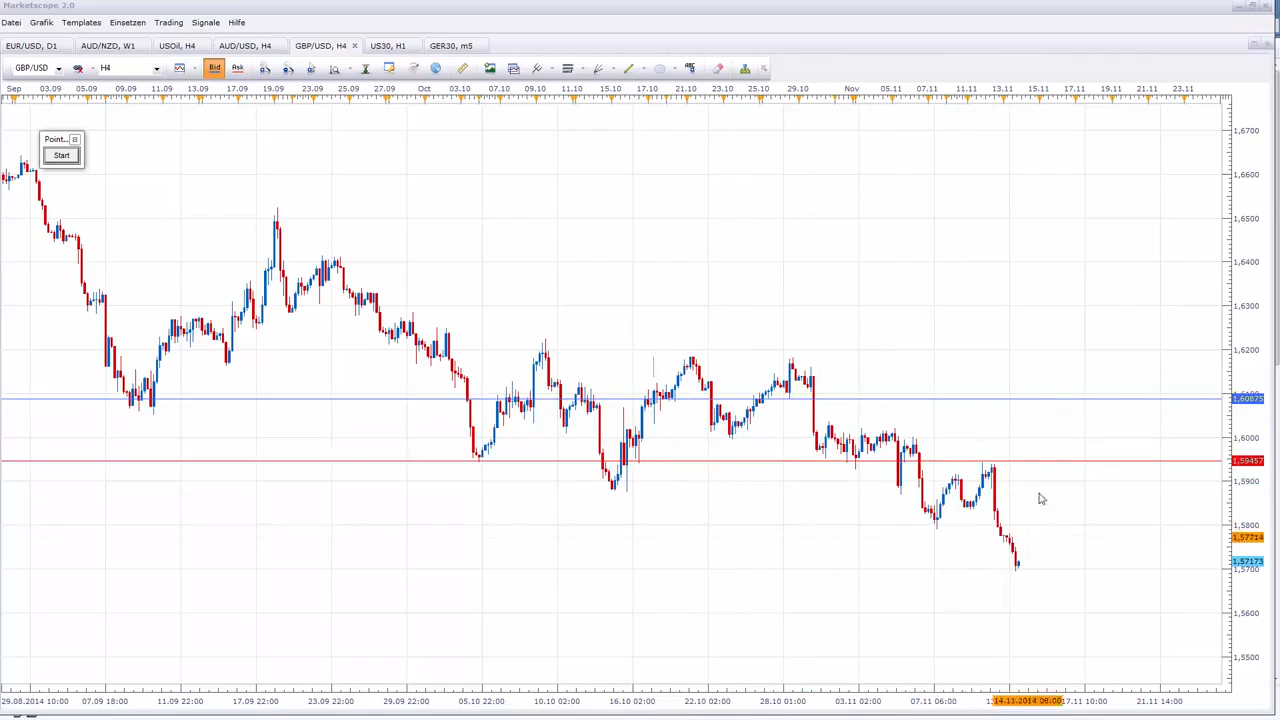 Marketscope 2.0
Datei Grafik Templates Einsetzen Trading Signale Hilfe
EUR/USD, D1 AUD/NZD, W1 USOil, H4 AUD/USD, H4 GBP/USD, H4 US30, H1 GER30, m5
GBP/USD H4 Bid Ask
Sep 03.09 05.09 09.09 11.09 13.09 17.09 19.09 23.09 25.09 27.09 Oct 03.10 07.10 09.10 11.10 15.10 17.10 21.10 23.10 25.10 29.10 Nov 05.11 07.11 11.11 13.11 15.11 17.11 19.11 21.11 23.11
1,6700
Point...
Start
1,6600
1,6500
1,6400
1,6300
1,6200
1,60875
1,6000
1,59457
1,5900
1,5800
1,57714
1,57173
1,5700
1,5600
1,5500
29.08.2014 10:00 07.09 18:00 11.09 22:00 17.09 22:00 23.09 22:00 29.09 22:00 05.10 22:00 10.10 02:00 16.10 02:00 22.10 02:00 28.10 02:00 03.11 22:00 07.11 06:00 14.11.2014 06:00 17.11 10:00 21.11 14:00